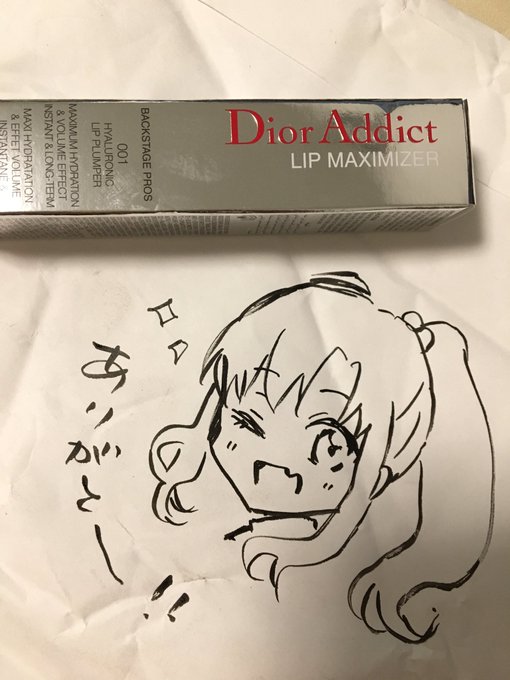 Dior Addict
LIP MAXIMIZER
BACKSTAGE PROS
001
HYALURONIC
LIP PLUMPER
MAXIMUM HYDRATION
& VOLUME EFFECT
INSTANT & LONG-TERM
MAXI HYDRATATION
& EFFET VOLUME
INSTANTANÉ &
ありがとー!!